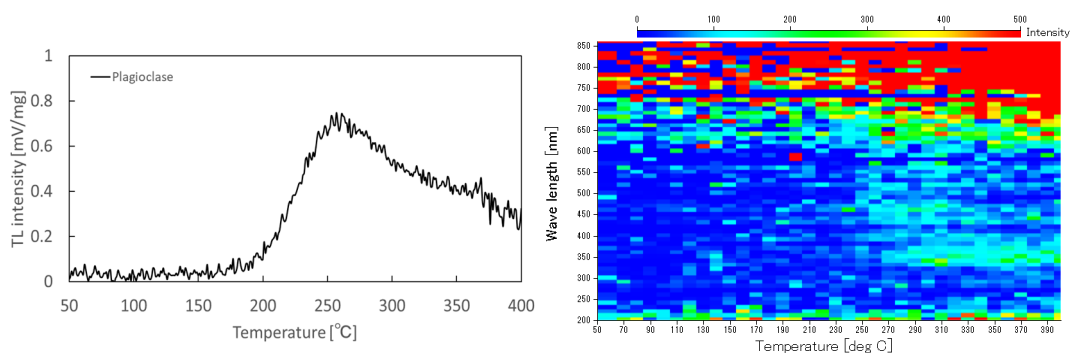 1
0.8
0.6
0.4
0.2
0
TL intensity [mV/mg]
Plagioclase
50 100 150 200 250 300 350 400
Temperature [℃]
0 100 200 300 400 500
Intensity
850
800
750
700
650
600
550
500
450
400
350
300
250
200
Wave length [nm]
50 70 90 110 130 150 170 190 210 230 250 270 290 310 330 350 370 390
Temperature [deg C]